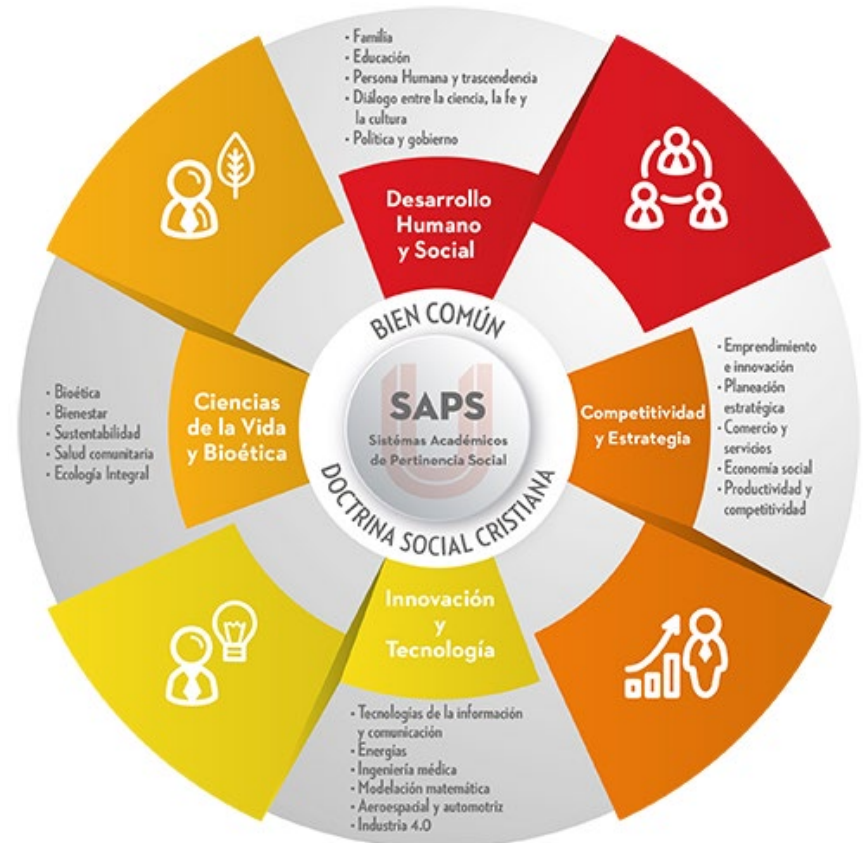 • Familia
• Educación
• Persona Humana y trascendencia
• Diálogo entre la ciencia, la fe y
la cultura
• Política y gobierno
Desarrollo
Humano
y Social
BIEN COMÚN
SAPS
Sistémas Académicos
de Pertinencia Social
DOCTRINA SOCIAL CRISTIANA
U
• Bioética
• Bienestar
• Sustentabilidad
• Salud comunitaria
• Ecología Integral
Ciencias
de la Vida
y Bioética
Competitividad
y Estrategia
• Emprendimiento
e innovación
• Planeación
estratégica
• Comercio y
servicios
• Economía social
• Productividad y
competitividad
Innovación
y
Tecnología
• Tecnologías de la información
y comunicación
• Energías
• Ingeniería médica
• Modelación matemática
• Aeroespacial y automotriz
• Industria 4.0